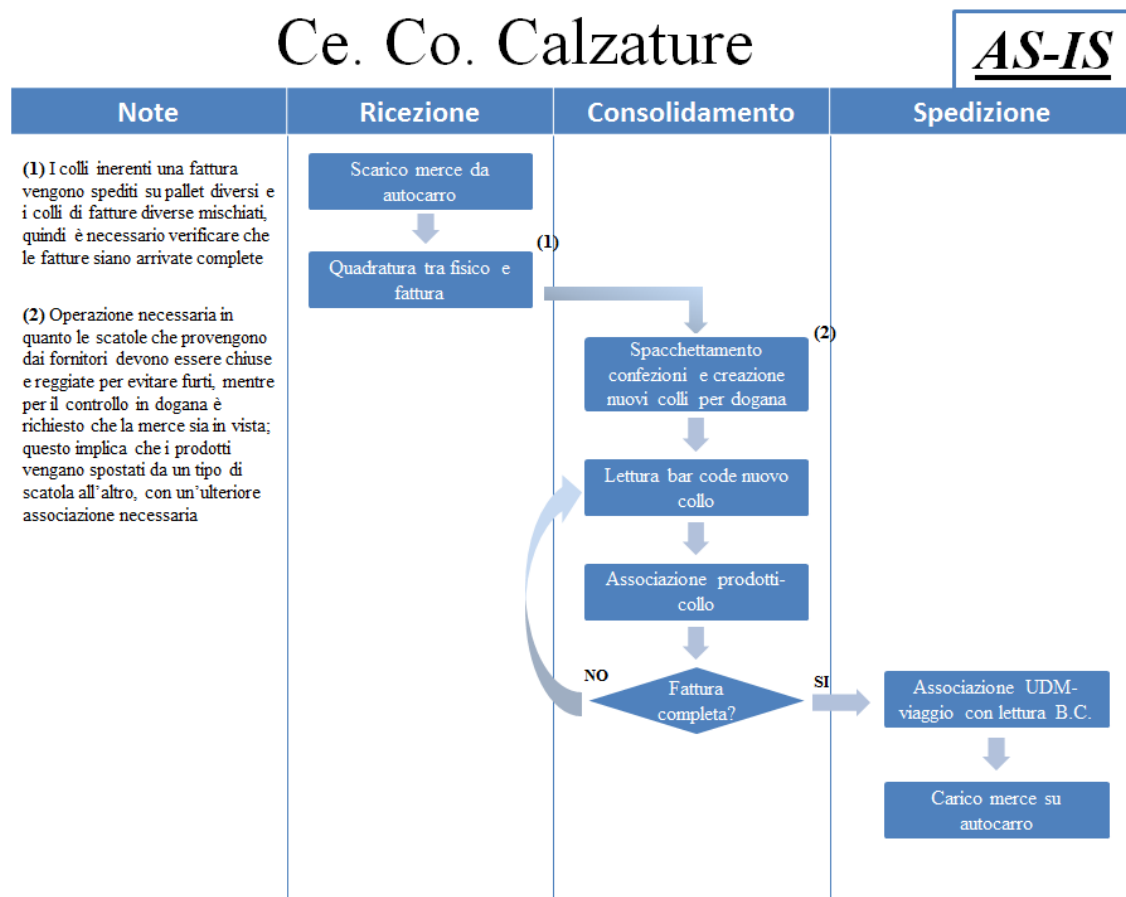 Ce. Co. Calzature
AS-IS
Note
Ricezione
Consolidamento
Spedizione
(1) I colli inerenti una fattura
vengono spediti su pallet diversi e
i colli di fatture diverse mischiati,
quindi è necessario verificare che
le fatture siano arrivate complete
(2) Operazione necessaria in
quanto le scatole che provengono
dai fornitori devono essere chiuse
e reggiate per evitare furti, mentre
per il controllo in dogana è
richiesto che la merce sia in vista;
questo implica che i prodotti
vengano spostati da un tipo di
scatola all'altro, con un'ulteriore
associazione necessaria
Scarico merce da
autocarro
(1)
Quadratura tra fisico e
fattura
(2)
Spacchettamento
confezioni e creazione
nuovi colli per dogana
Lettura bar code nuovo
collo
Associazione prodotti-
collo
NO
Fattura
completa?
SI
Associazione UDM-
viaggio con lettura B.C.
Carico merce su
autocarro